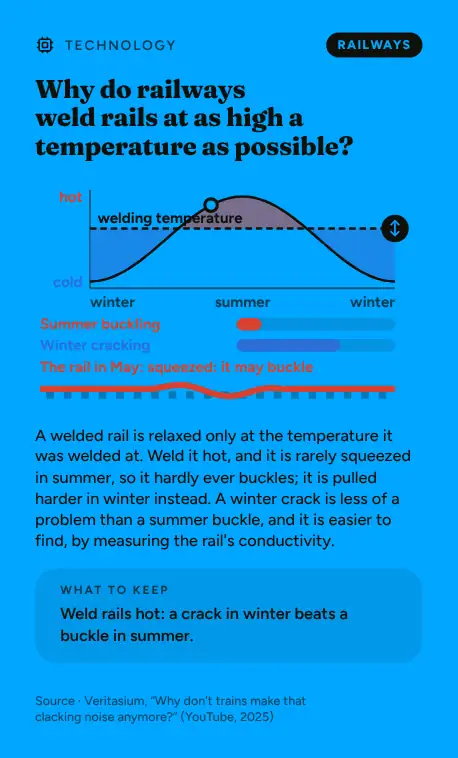 TECHNOLOGY
RAILWAYS
Why do railways
weld rails at as high a
temperature as possible?
hot
welding temperature
cold
winter summer winter
Summer buckling
Winter cracking
The rail in May: squeezed: it may buckle
A welded rail is relaxed only at the temperature it
was welded at. Weld it hot, and it is rarely squeezed
in summer, so it hardly ever buckles; it is pulled
harder in winter instead. A winter crack is less of a
problem than a summer buckle, and it is easier to
find, by measuring the rail's conductivity.
WHAT TO KEEP
Weld rails hot: a crack in winter beats a
buckle in summer.
Source · Veritasium, “Why don't trains make that
clacking noise anymore?” (YouTube, 2025)